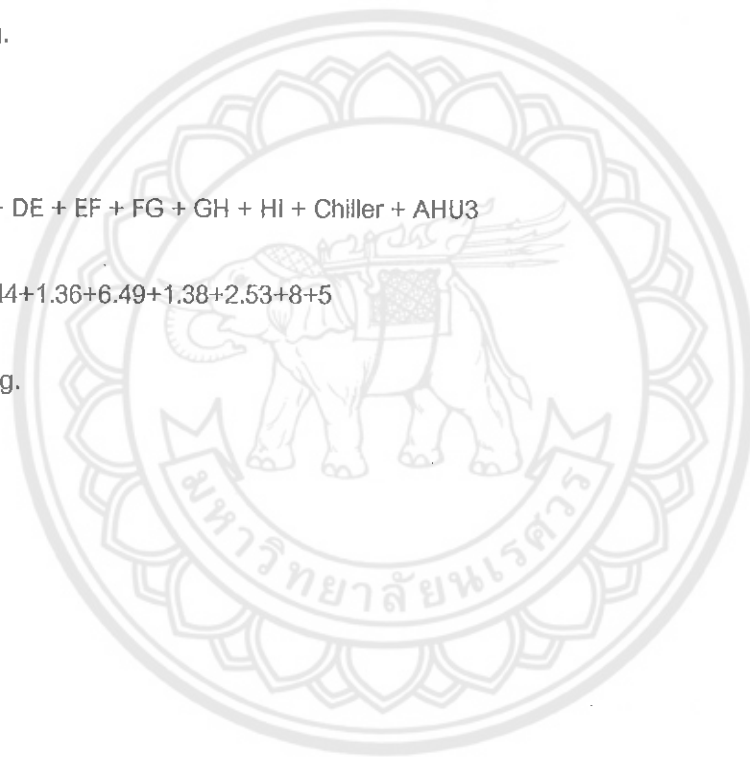 g.
- DE + EF + FG + GH + HI + Chiller + AHU3
44+1.36+6.49+1.38+2.53+8+5
g.
มหาวิทยาลัยนเรศวร